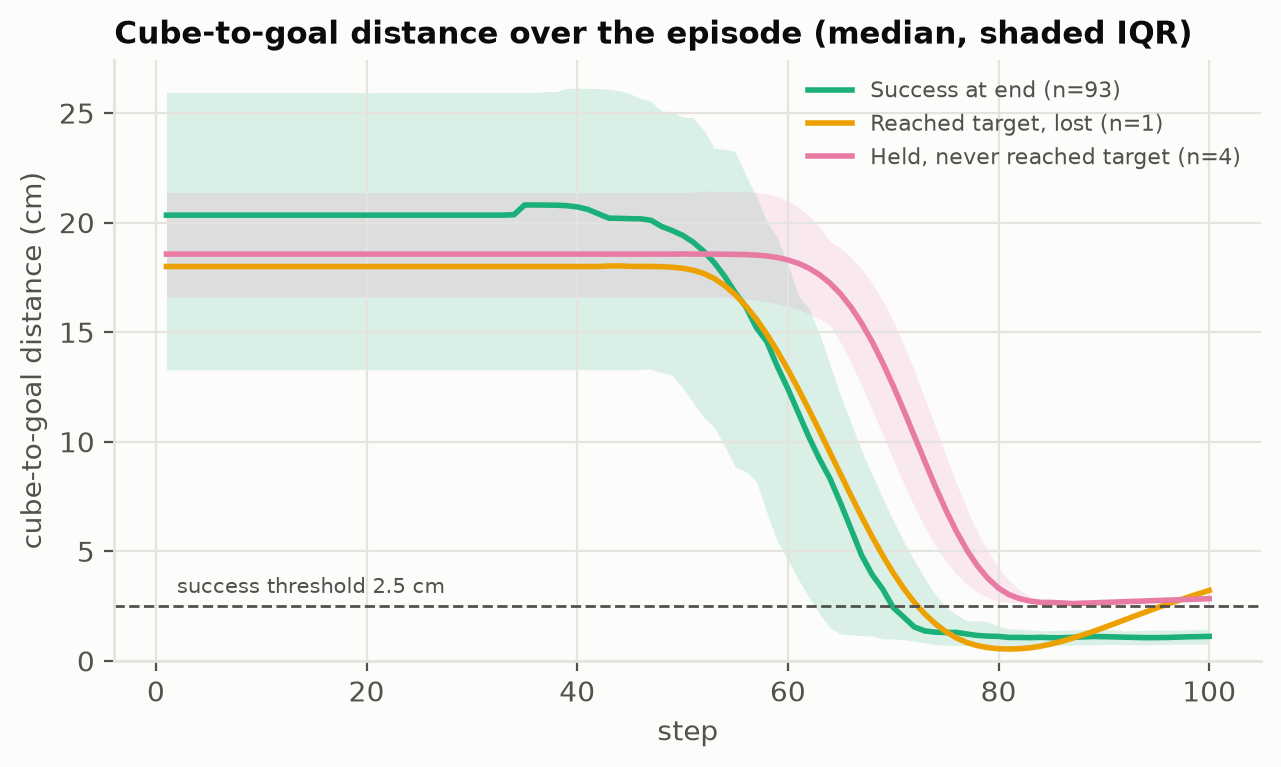 Cube-to-goal distance over the episode (median, shaded IQR)
Success at end (n=93)
Reached target, lost (n=1)
Held, never reached target (n=4)
cube-to-goal distance (cm)
25
20
15
10
5
0
success threshold 2.5 cm
0 20 40 60 80 100
step